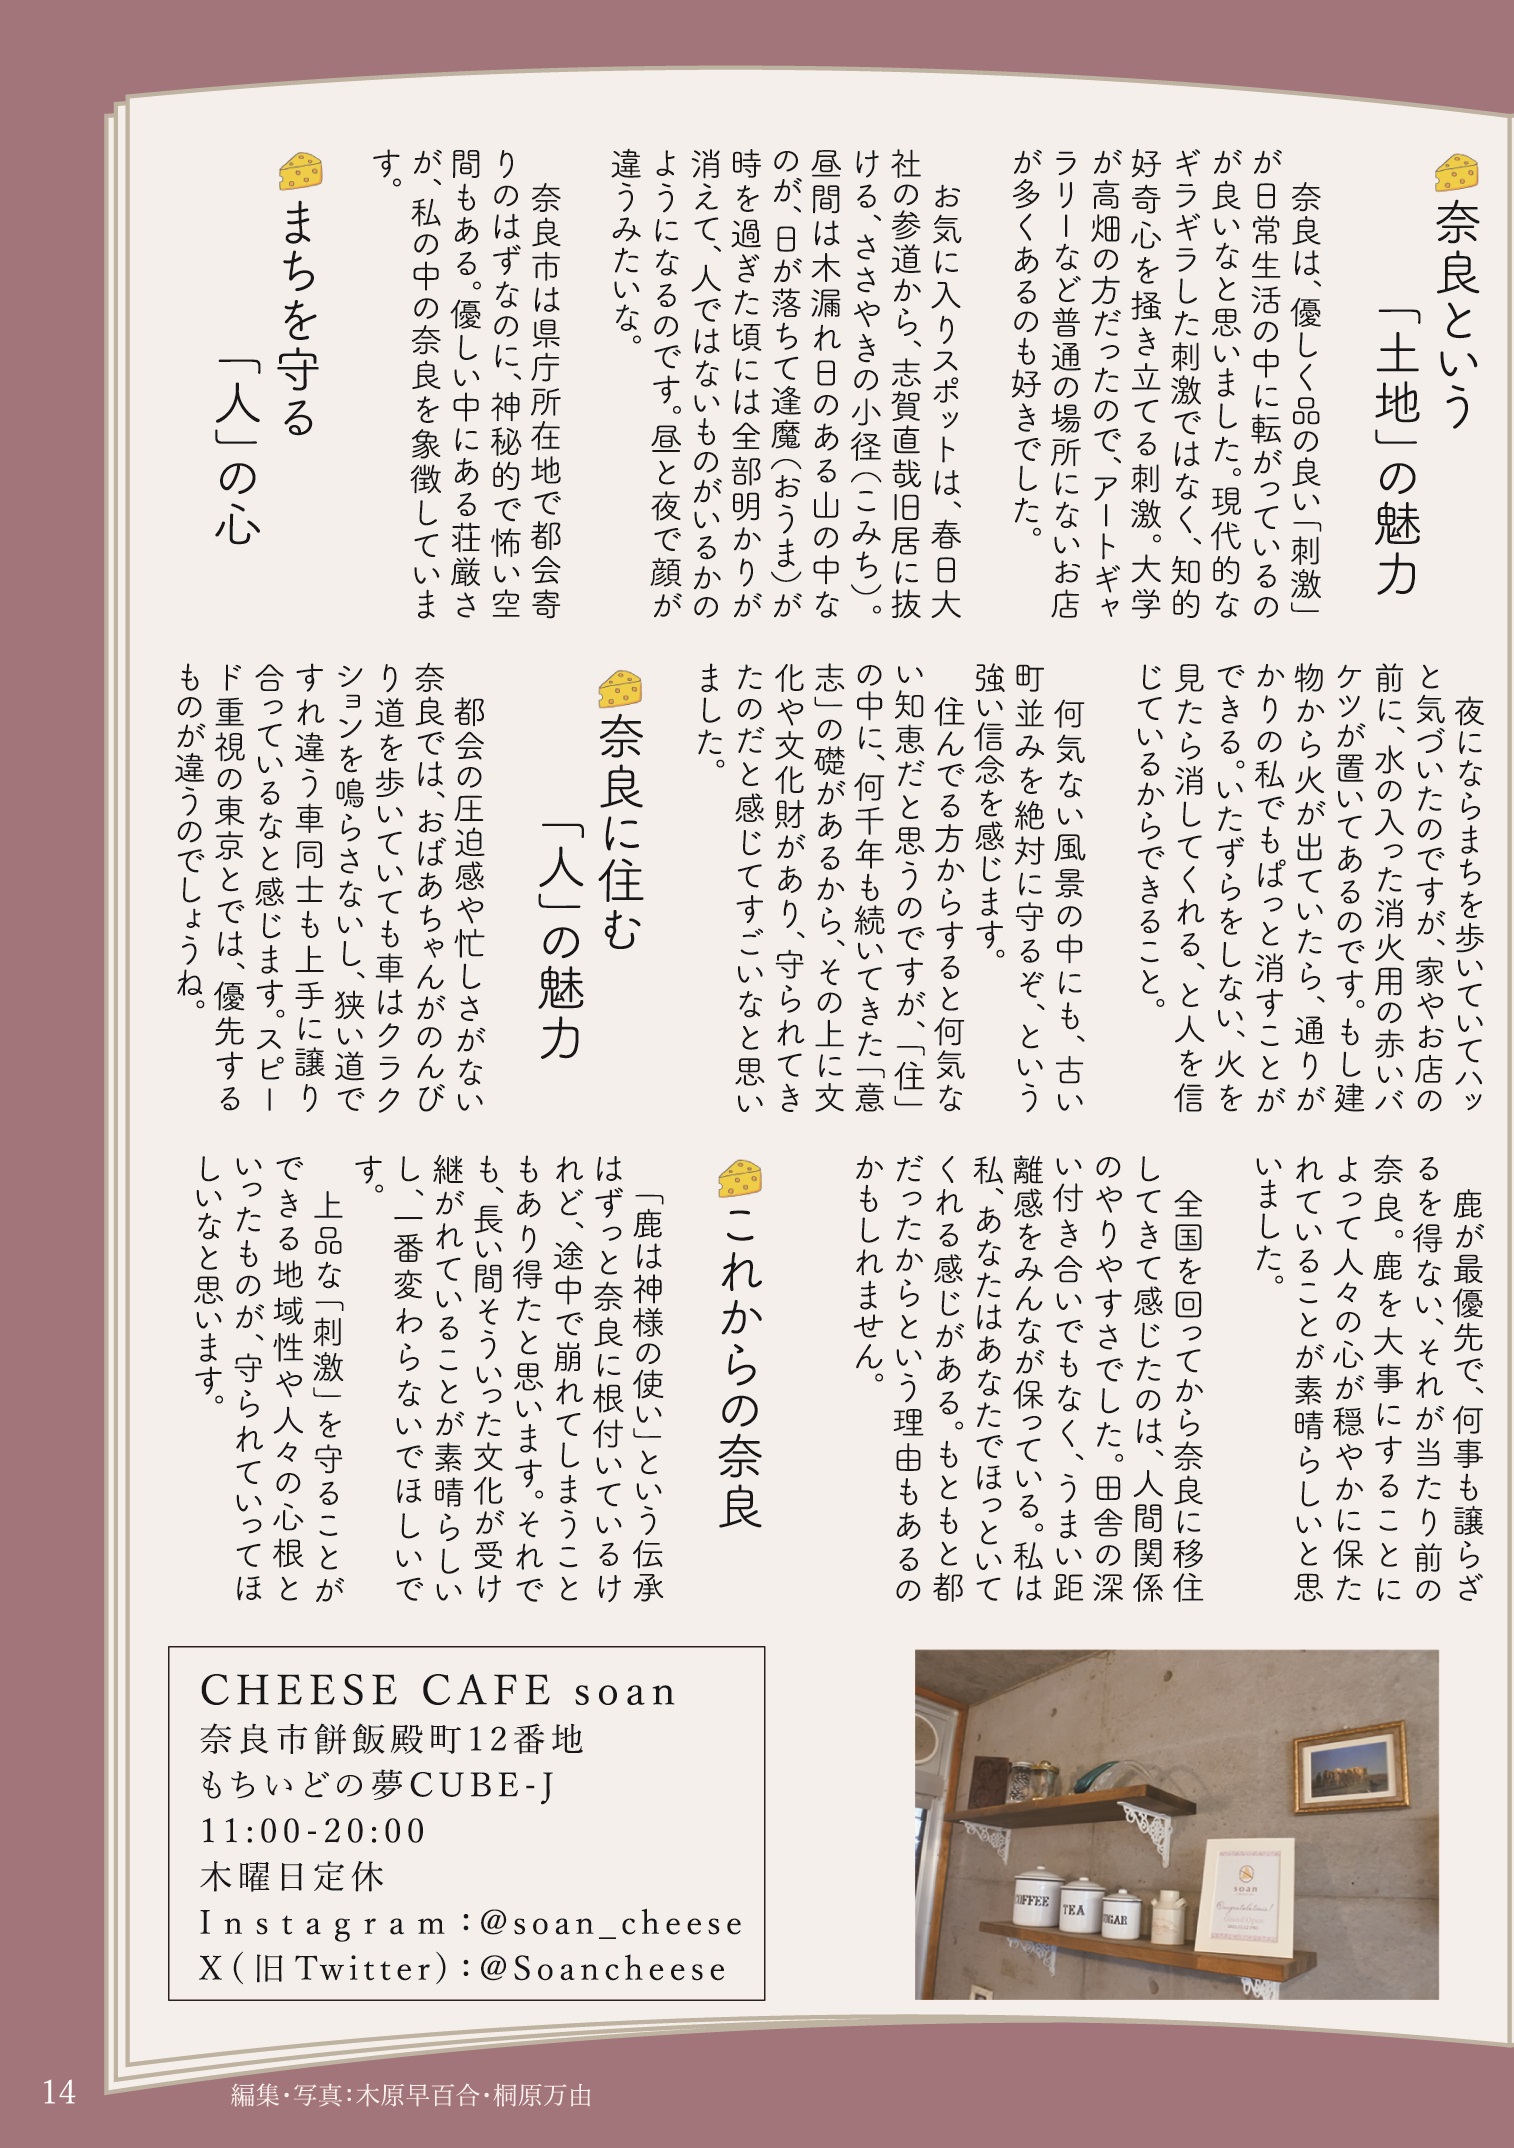 奈良という
「土地」の魅力
奈良は、優しく品の良い「刺激」
が日常生活の中に転がっているの
が良いなと思いました。現代的な
ギラギラした刺激ではなく、知的
好奇心を掻き立てる刺激。大学
が高畑の方だったので、アートギャ
ラリーなど普通の場所にないお店
が多くあるのも好きでした。
お気に入りスポットは、春日大
社の参道から、志賀直哉旧居に抜
ける、ささやきの小径（こみち）。
昼間は木漏れ日のある山の中な
のが、日が落ちて逢魔（おうま）が
時を過ぎた頃には全部明かりが
消えて、人ではないものがいるかの
ようになるのです。昼と夜で顔が
違うみたいな。
奈良市は県庁所在地で都会寄
りのはずなのに、神秘的で怖い空
間もある。優しい中にある荘厳さ
が、私の中の奈良を象徴していま
す。
まちを守る
「人」の心
夜にならまちを歩いていてハッ
と気づいたのですが、家やお店の
前に、水の入った消火用の赤いバ
ケツが置いてあるのです。もし建
物から火が出ていたら、通りが
かりの私でもぱっと消すことが
できる。いたずらをしない、火を
見たら消してくれる、と人を信
じているからできること。
何気ない風景の中にも、古い
町並みを絶対に守るぞ、という
強い信念を感じます。
住んでる方からすると何気な
い知恵だと思うのですが、「住」
の中に、何千年も続いてきた「意
志」の礎があるから、その上に文
化や文化財があり、守られてき
たのだと感じてすごいなと思い
ました。
奈良に住む
「人」の魅力
都会の圧迫感や忙しさがない
奈良では、おばあちゃんがのんび
り道を歩いていても車はクラク
ションを鳴らさないし、狭い道で
すれ違う車同士も上手に譲り
合っているなと感じます。スピー
ド重視の東京とでは、優先する
ものが違うのでしょうね。
鹿が最優先で、何事も譲らざ
るを得ない、それが当たり前の
奈良。鹿を大事にすることに
よって人々の心が穏やかに保た
れていることが素晴らしいと思
いました。
全国を回ってから奈良に移住
してきて感じたのは、人間関係
のやりやすさでした。田舎の深
い付き合いでもなく、うまい距
離感をみんなが保っている。私は
私、あなたはあなたでほっといて
くれる感じがある。もともと都
だったからという理由もあるの
かもしれません。
これからの奈良
「鹿は神様の使い」という伝承
はずっと奈良に根付いているけ
れど、途中で崩れてしまうこと
もあり得たと思います。それで
も、長い間そういった文化が受け
継がれていることが素晴らしい
し、一番変わらないでほしいで
す。
上品な「刺激」を守ることが
できる地域性や人々の心根と
いったものが、守られていってほ
しいなと思います。
COFFEE
TEA
SUGAR
soan
CHEESE CAFE soan
奈良市餅飯殿町12番地
もちいどの夢CUBE-J
11:00-20:00
木曜日定休
Instagram：@soan_cheese
X(旧Twitter)：@Soancheese
14
編集・写真：木原早百合・桐原万由